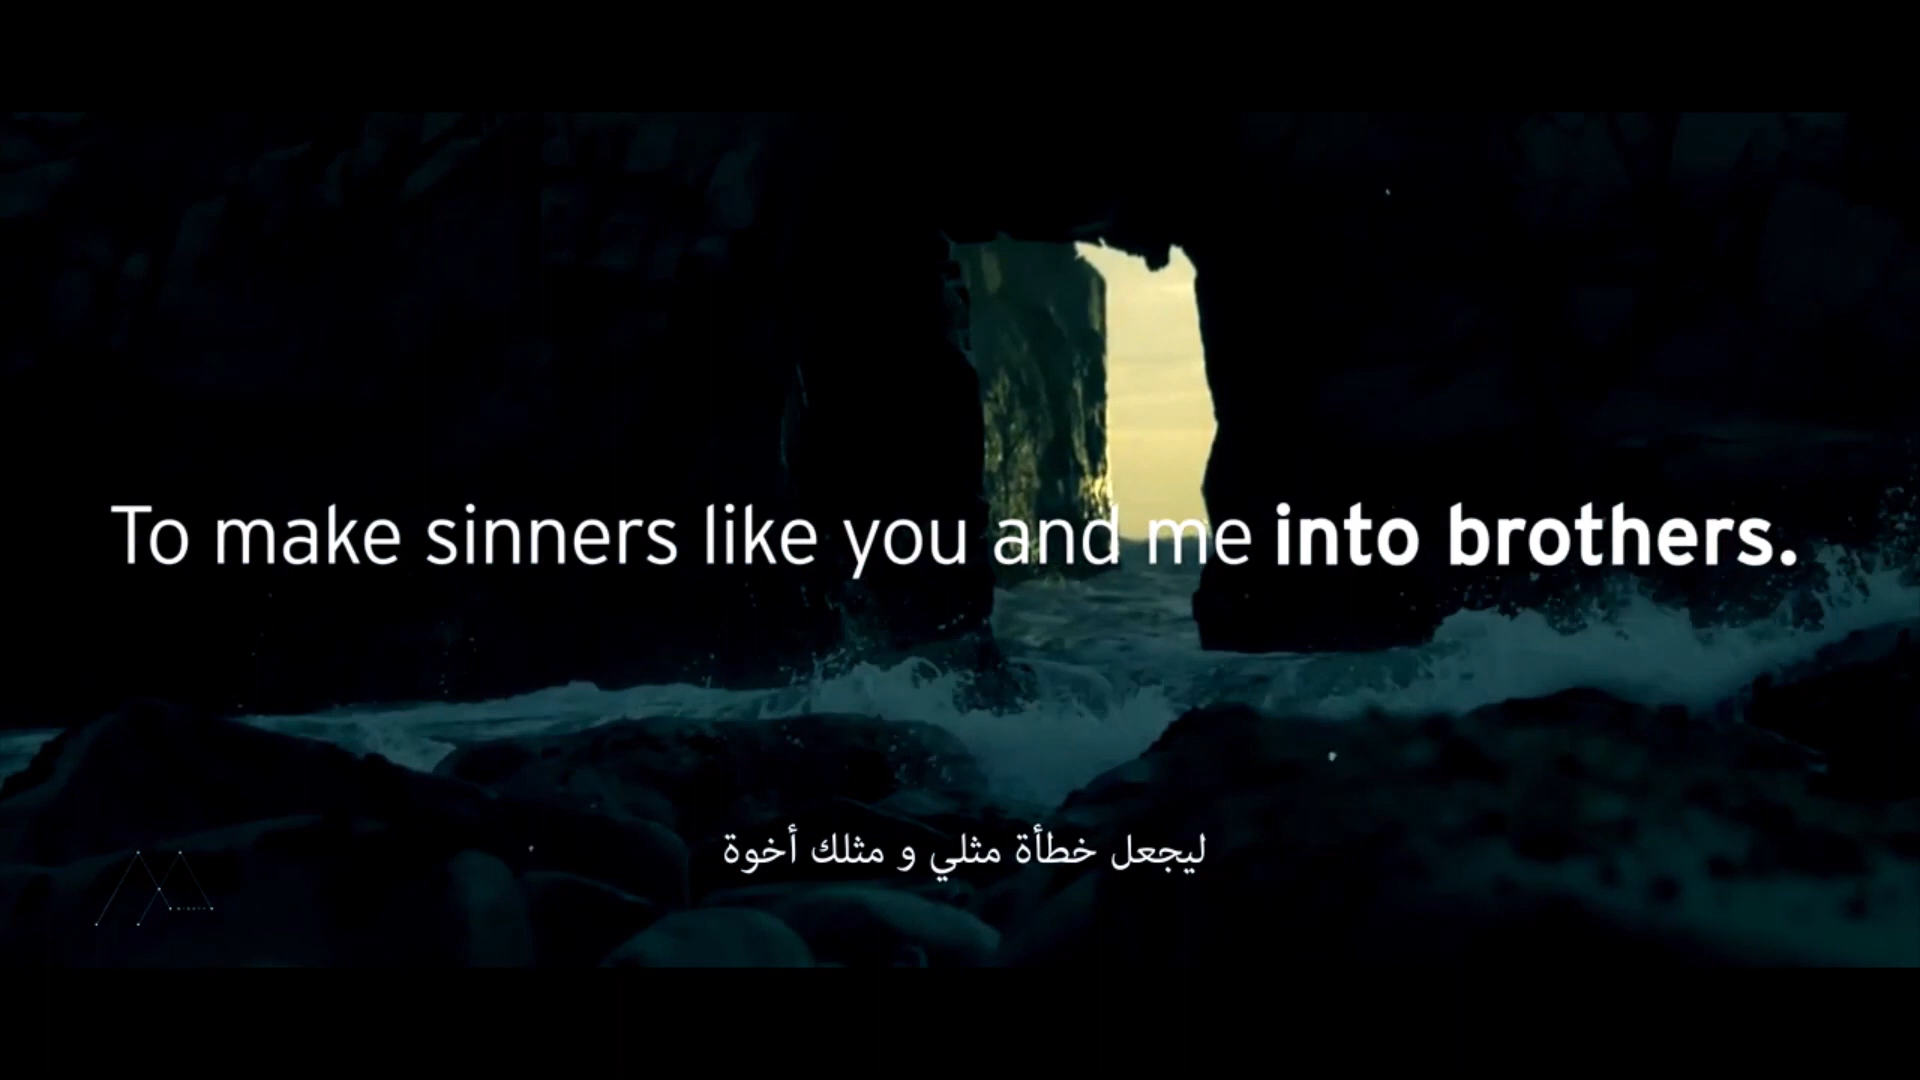 To make sinners like you and me into brothers.
ليجعل خطأة مثلي و مثلك أخوة